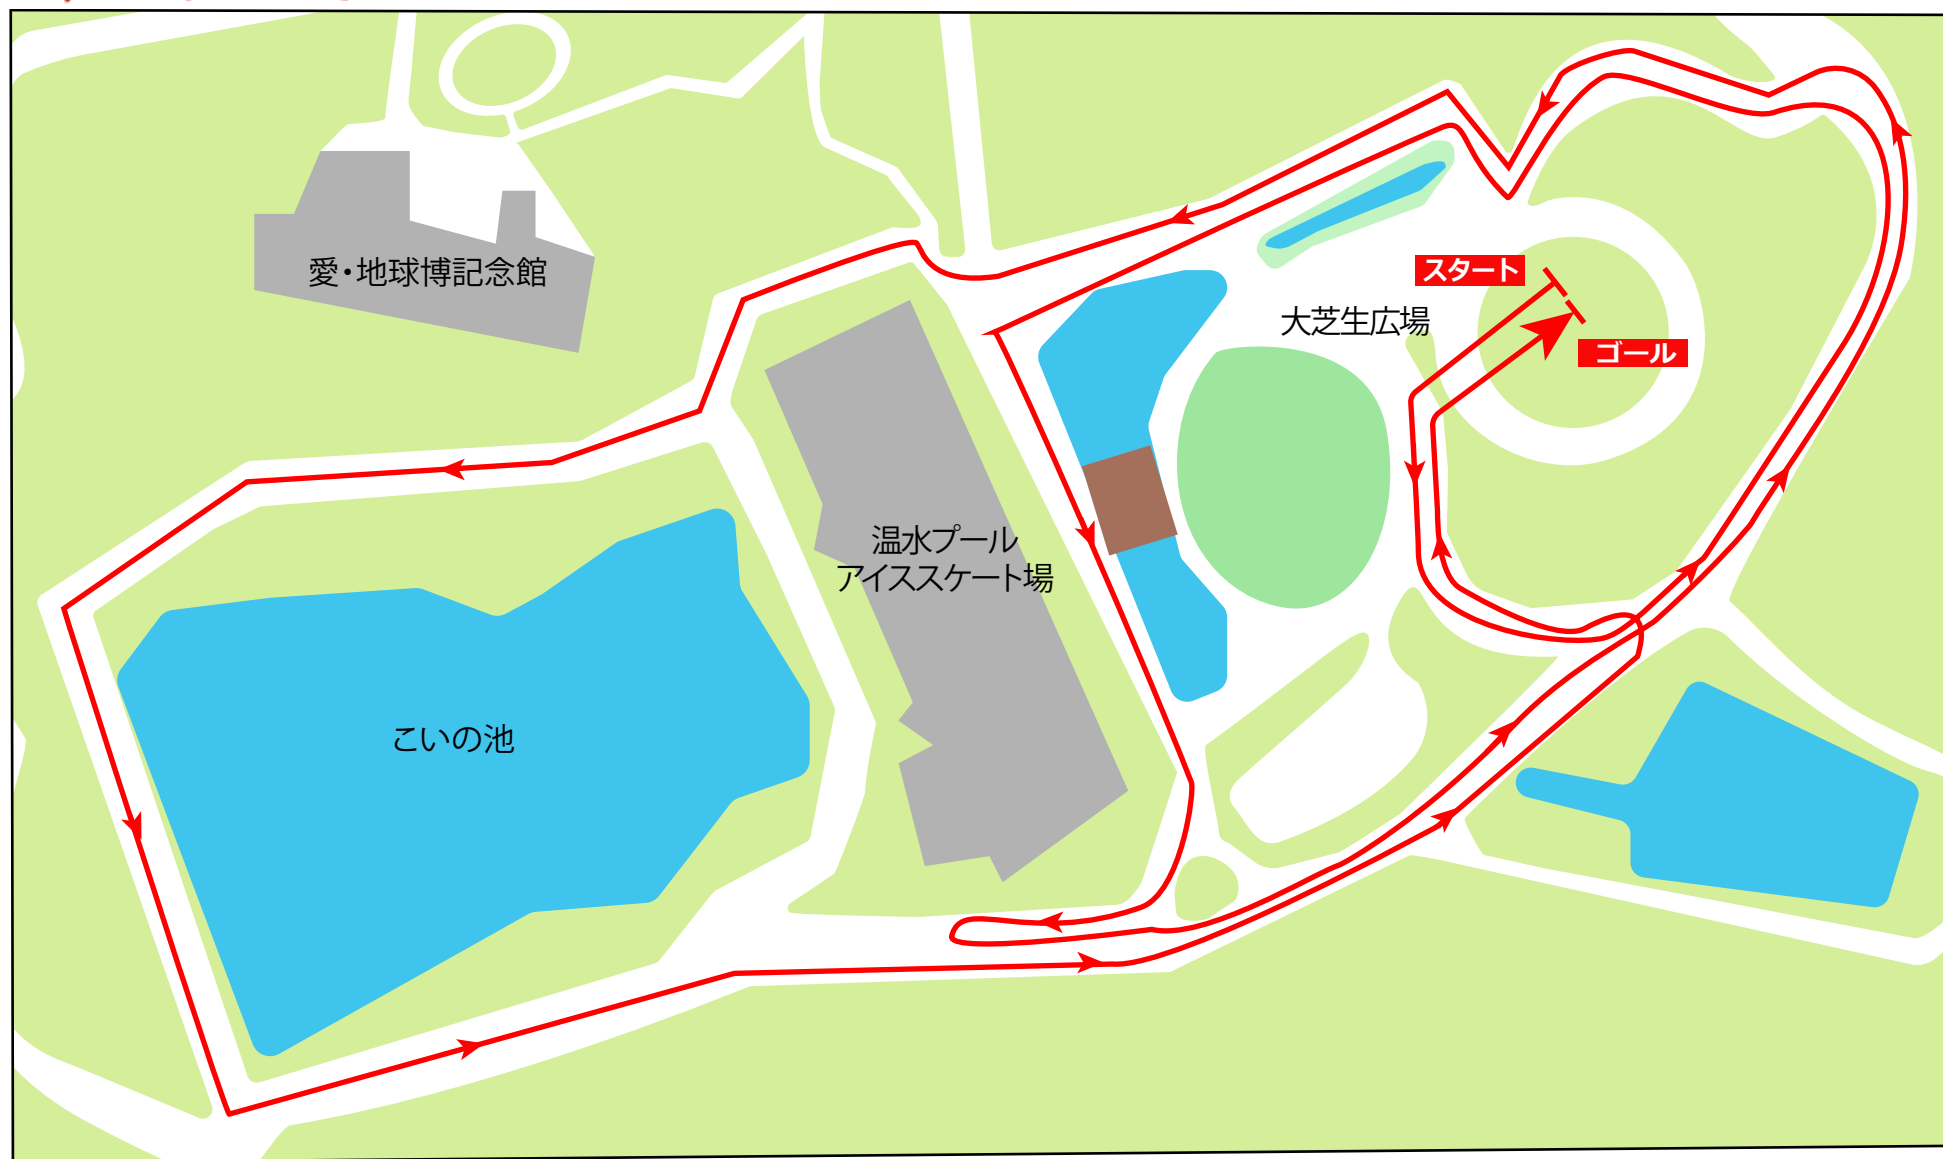 愛・地球博記念館
スタート
大芝生広場
ゴール
温水プール
アイススケート場
こいの池